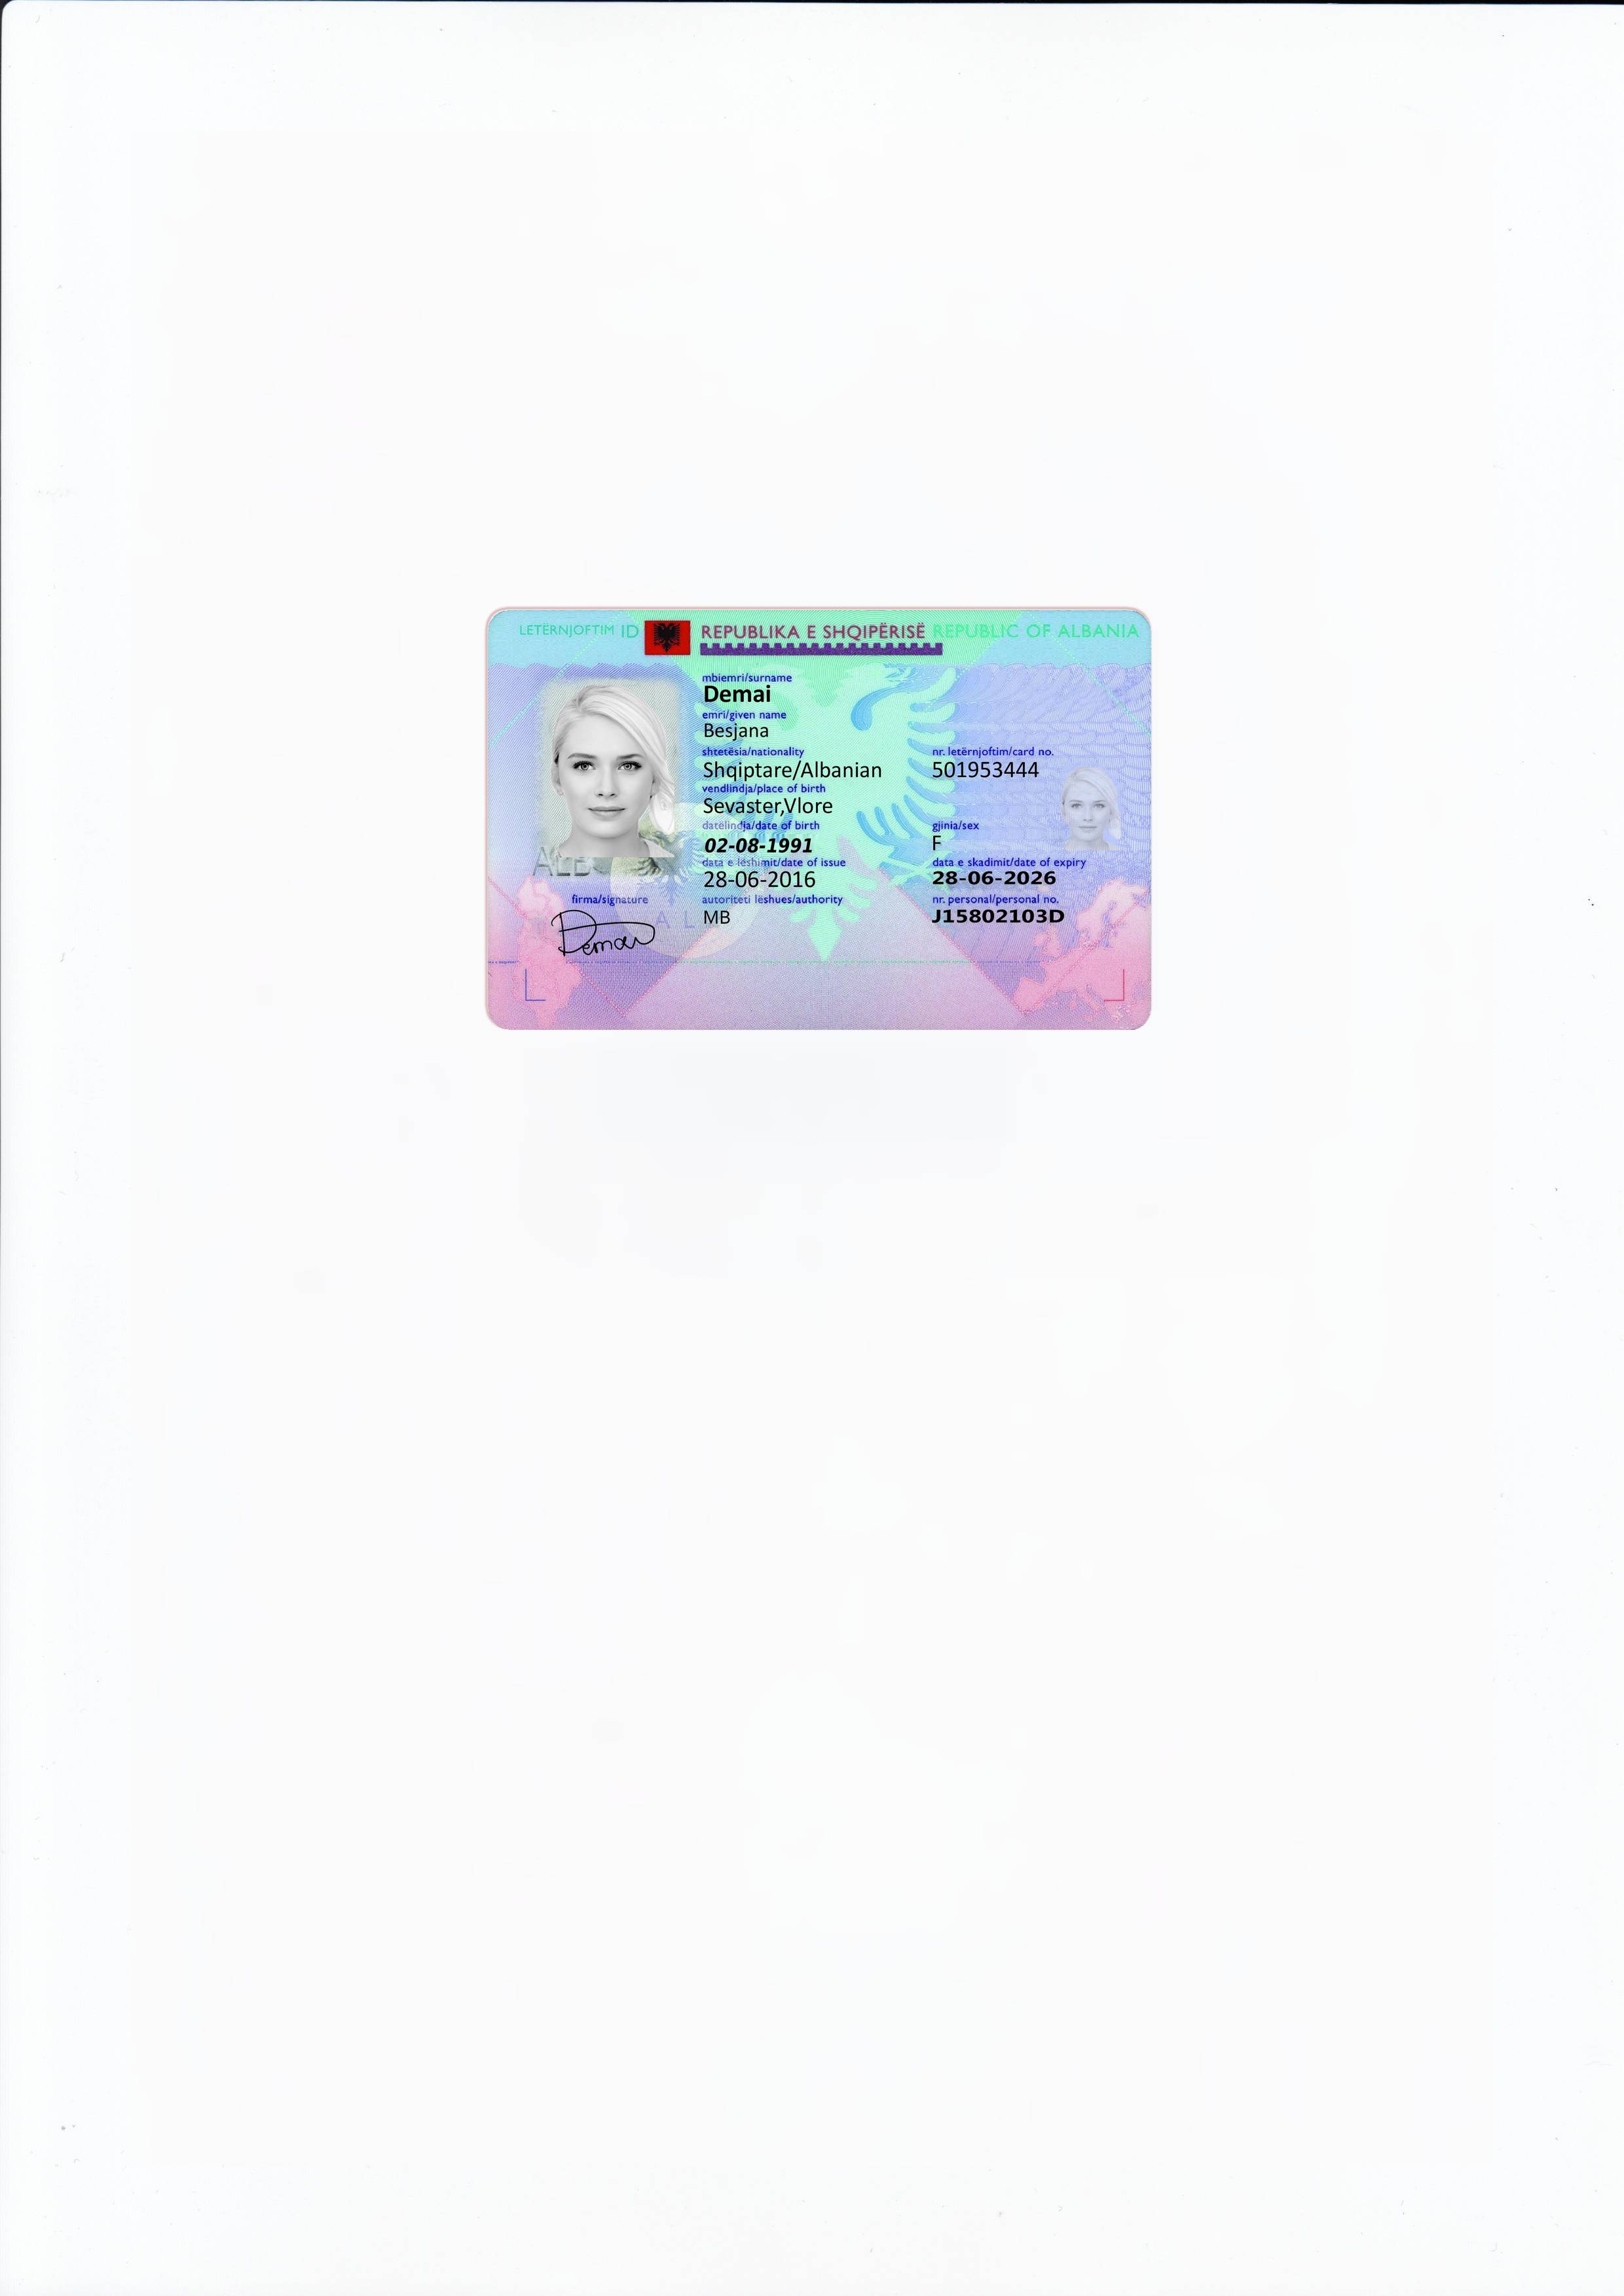 LETËRNJOFTIM ID REPUBLIKA E SHQIPËRISË REPUBLIC OF ALBANIA
mbiemri/surname
Demai
emri/given name
Besjana
shtetësia/nationality nr. letërnjoftim/card no.
Shqiptare/Albanian 501953444
vendlindja/place of birth
Sevaster,Vlore
datëlindja/date of birth gjinia/sex
02-08-1991 F
data e lëshimit/date of issue data e skadimit/date of expiry
28-06-2016 28-06-2026
ALB
firma/signature autoriteti lëshues/authority nr. personal/personal no.
MB J15802103D
Demai